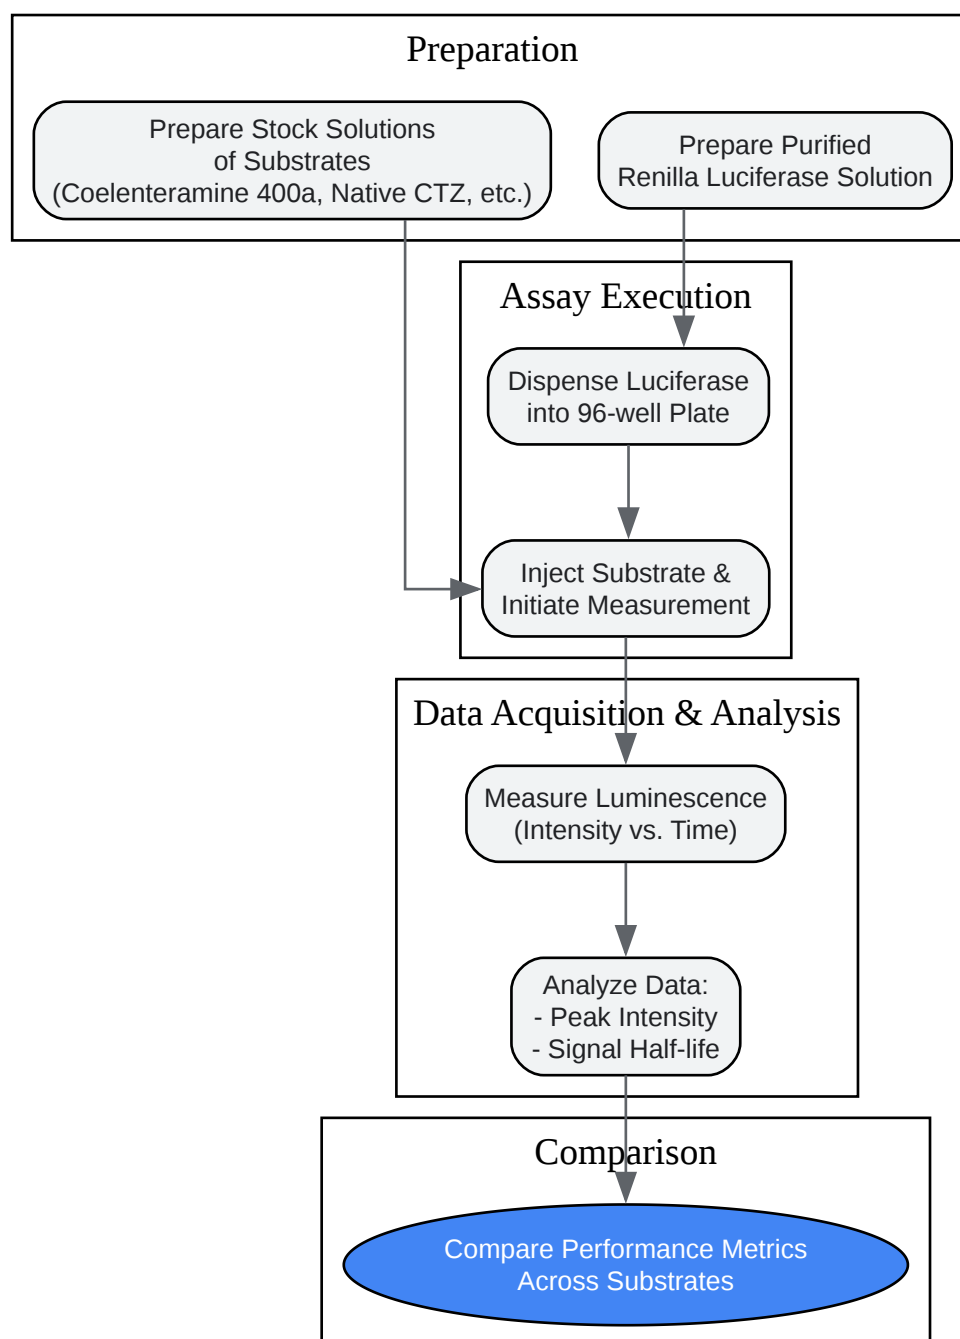 Preparation
Prepare Stock Solutions
of Substrates
(Coelenteramine 400a, Native CTZ, etc.)
Prepare Purified
Renilla Luciferase Solution
Assay Execution
Dispense Luciferase
into 96-well Plate
Inject Substrate &
Initiate Measurement
Data Acquisition & Analysis
Measure Luminescence
(Intensity vs. Time)
Analyze Data:
- Peak Intensity
- Signal Half-life
Comparison
Compare Performance Metrics
Across Substrates